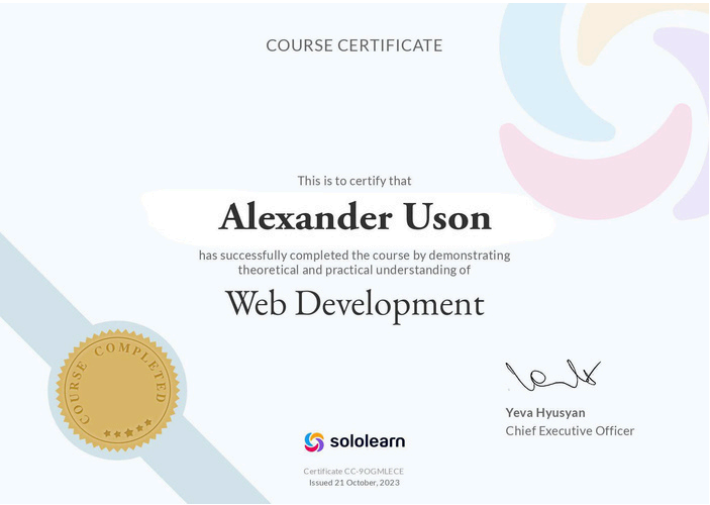 COURSE CERTIFICATE
This is to certify that
Alexander Uson
has successfully completed the course by demonstrating
theoretical and practical understanding of
Web Development
COURSE COMPLETED
Yeva Hyusyan
Chief Executive Officer
sololearn
Certificate CC-9OGMLECE
Issued 21 October, 2023